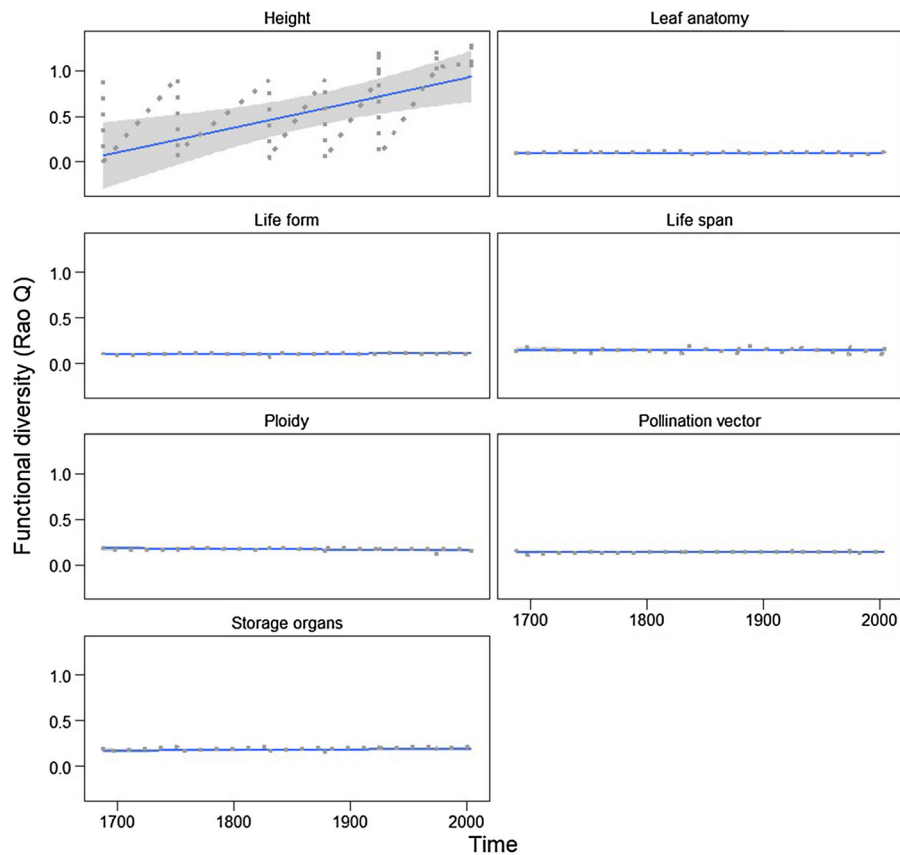 Height
Leaf anatomy
1.0
0.5
0.0
Life form
Life span
1.0
0.5
0.0
Functional diversity (Rao Q)
Ploidy
Pollination vector
1.0
0.5
0.0
1700 1800 1900 2000
Storage organs
1.0
0.5
0.0
1700 1800 1900 2000
Time